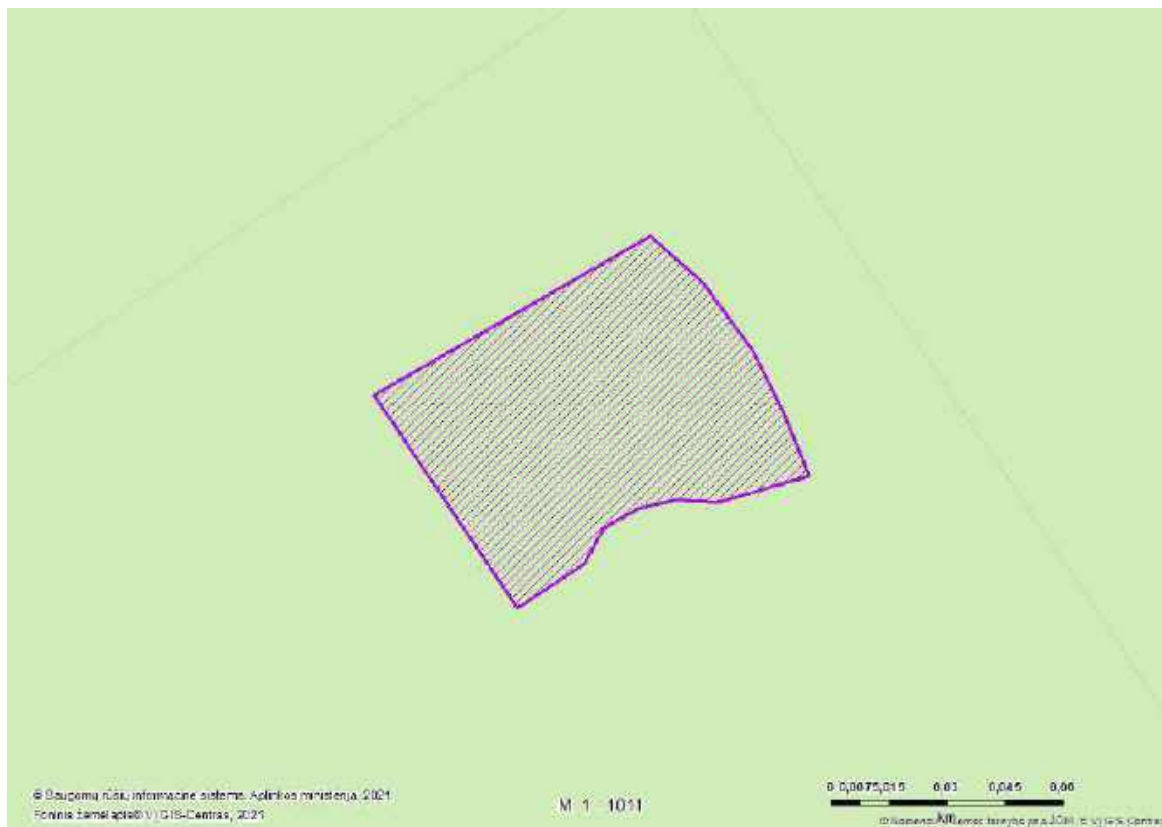 © Saugomų rūšių informacinė sistema, Aplinkos ministerija, 2021
Foninis žemėlapis© VĮ GIS-Centras, 2021
M 1 : 1011
0 0,0075 0,015 0,03 0,045 0,06
Km